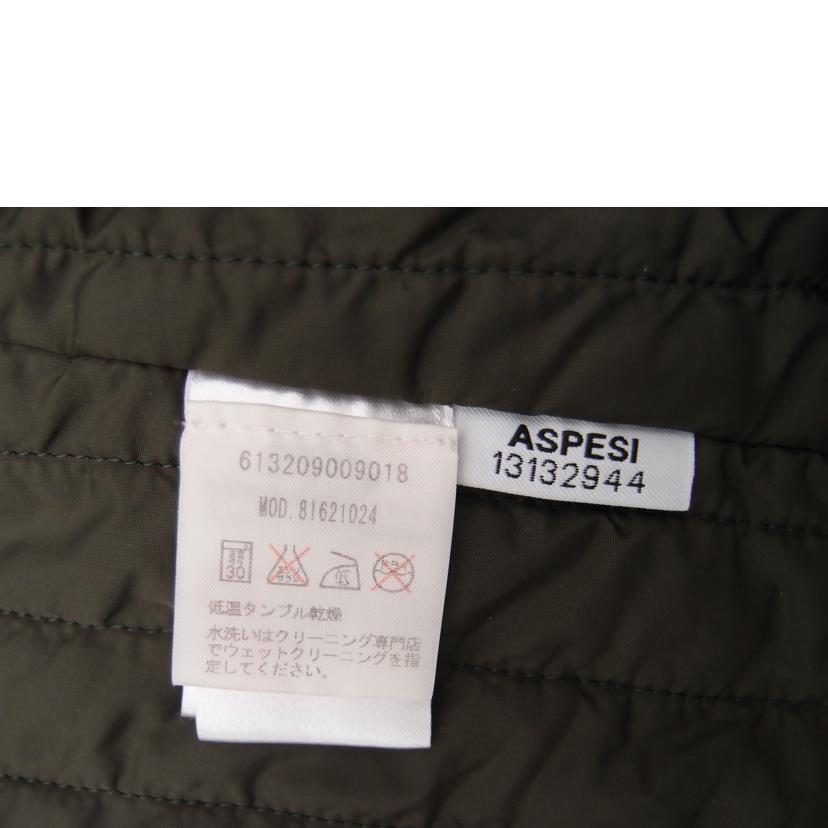 613209009018
MOD.8I621024
30
低
低温タンブル乾燥
水洗いはクリーニング専門店
でウェットクリーニングを指
定してください。
ASPESI
13132944